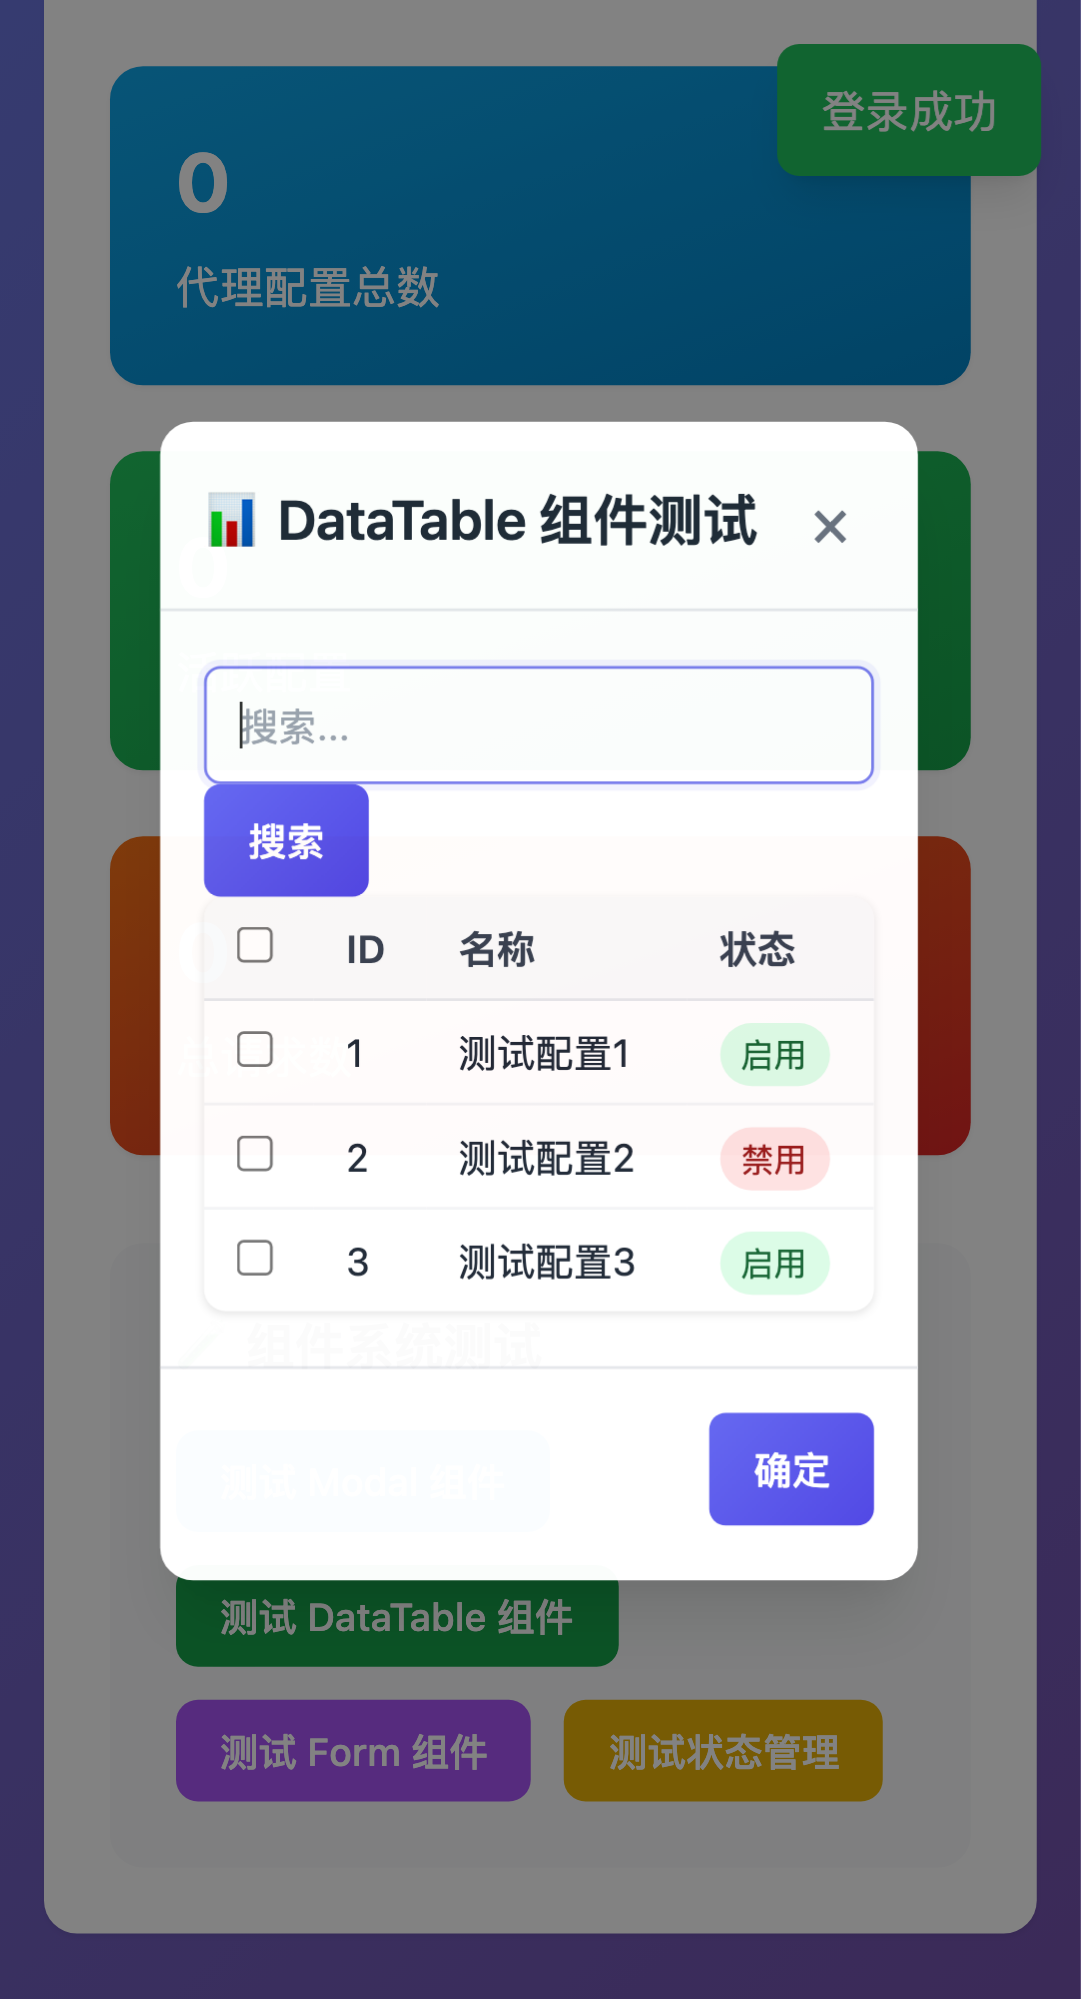 登录成功
0
代理配置总数
📊 DataTable 组件测试 ×
0
搜索...
搜索
0
ID 名称 状态
1 测试配置1 启用
2 测试配置2 禁用
3 测试配置3 启用
组件系统测试
测试 Modal 组件
确定
测试 DataTable 组件
测试 Form 组件 测试状态管理